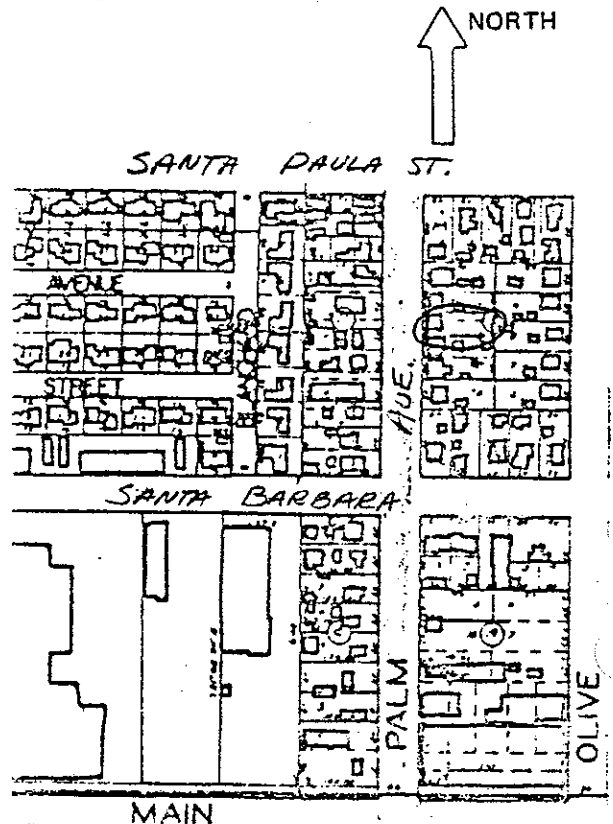 NORTH
SANTA PAULA ST.
AVENUE
STREET
AVE.
SANTA BARBARA
PALM
OLIVE
MAIN